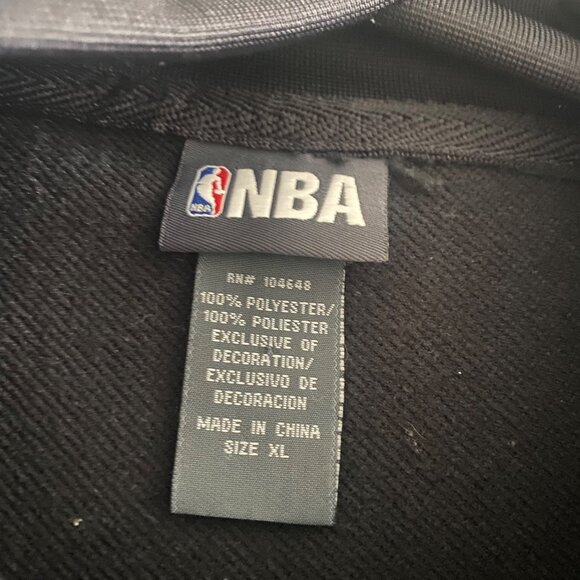 NBA
NBA
RN# 104648
100% POLYESTER/
100% POLIESTER
EXCLUSIVE OF
DECORATION/
EXCLUSIVO DE
DECORACION
MADE IN CHINA
SIZE XL